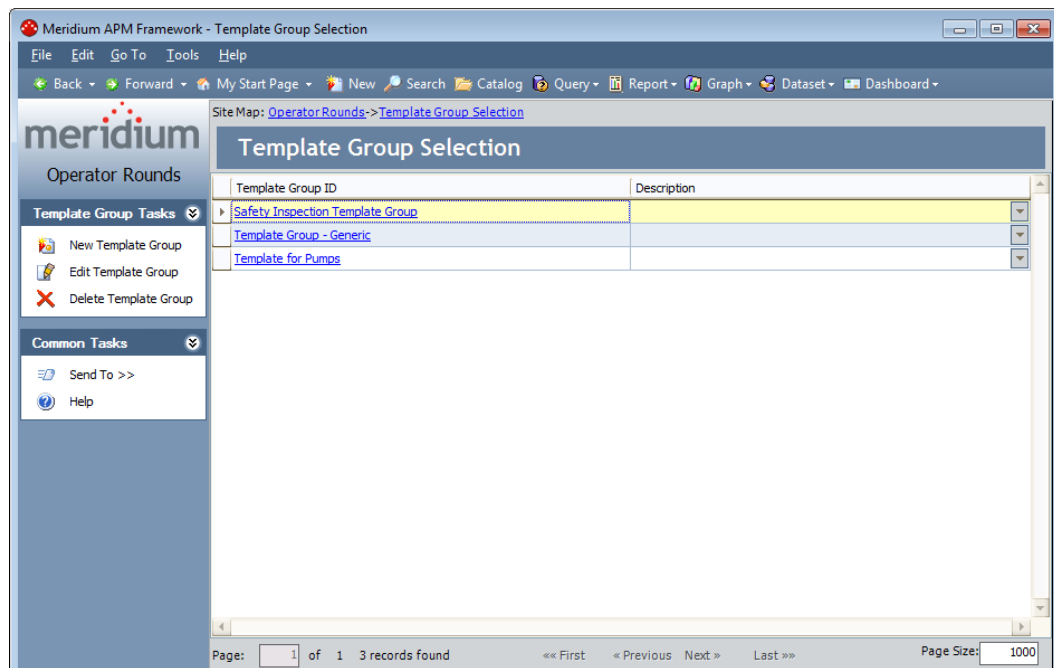 Meridium APM Framework - Template Group Selection
File Edit Go To Tools Help
Back Forward My Start Page New Search Catalog Query Report Graph Dataset Dashboard
meridium
Operator Rounds
Site Map: Operator Rounds->Template Group Selection
Template Group Selection
Template Group ID Description
Safety Inspection Template Group
Template Group - Generic
Template for Pumps
Template Group Tasks
New Template Group
Edit Template Group
Delete Template Group
Common Tasks
Send To >>
Help
Page: 1 of 1 3 records found «« First « Previous Next » Last »» Page Size: 1000